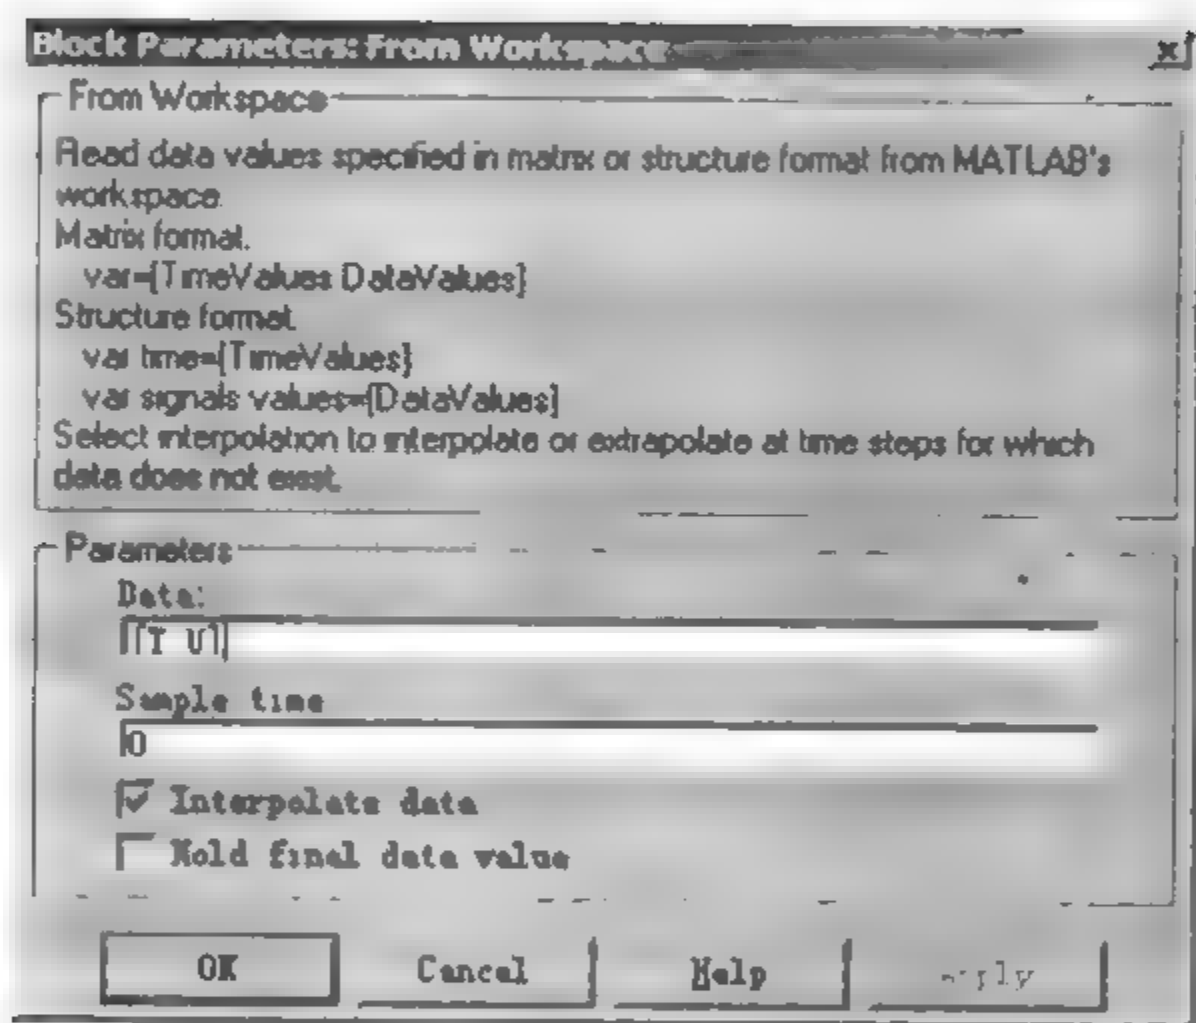 Block Parameters: From Workspace
From Workspace
Read data values specified in matrix or structure format from MATLAB's
workspace.
Matrix format.
var=[TimeValues DataValues]
Structure format.
var time=[TimeValues]
var signals values=[DataValues]
Select interpolation to interpolate or extrapolate at time steps for which
data does not exist.
Parameters
Data:
[T U]
Sample time
0
Interpolate data
Hold final data value
OK Cancel Help Apply